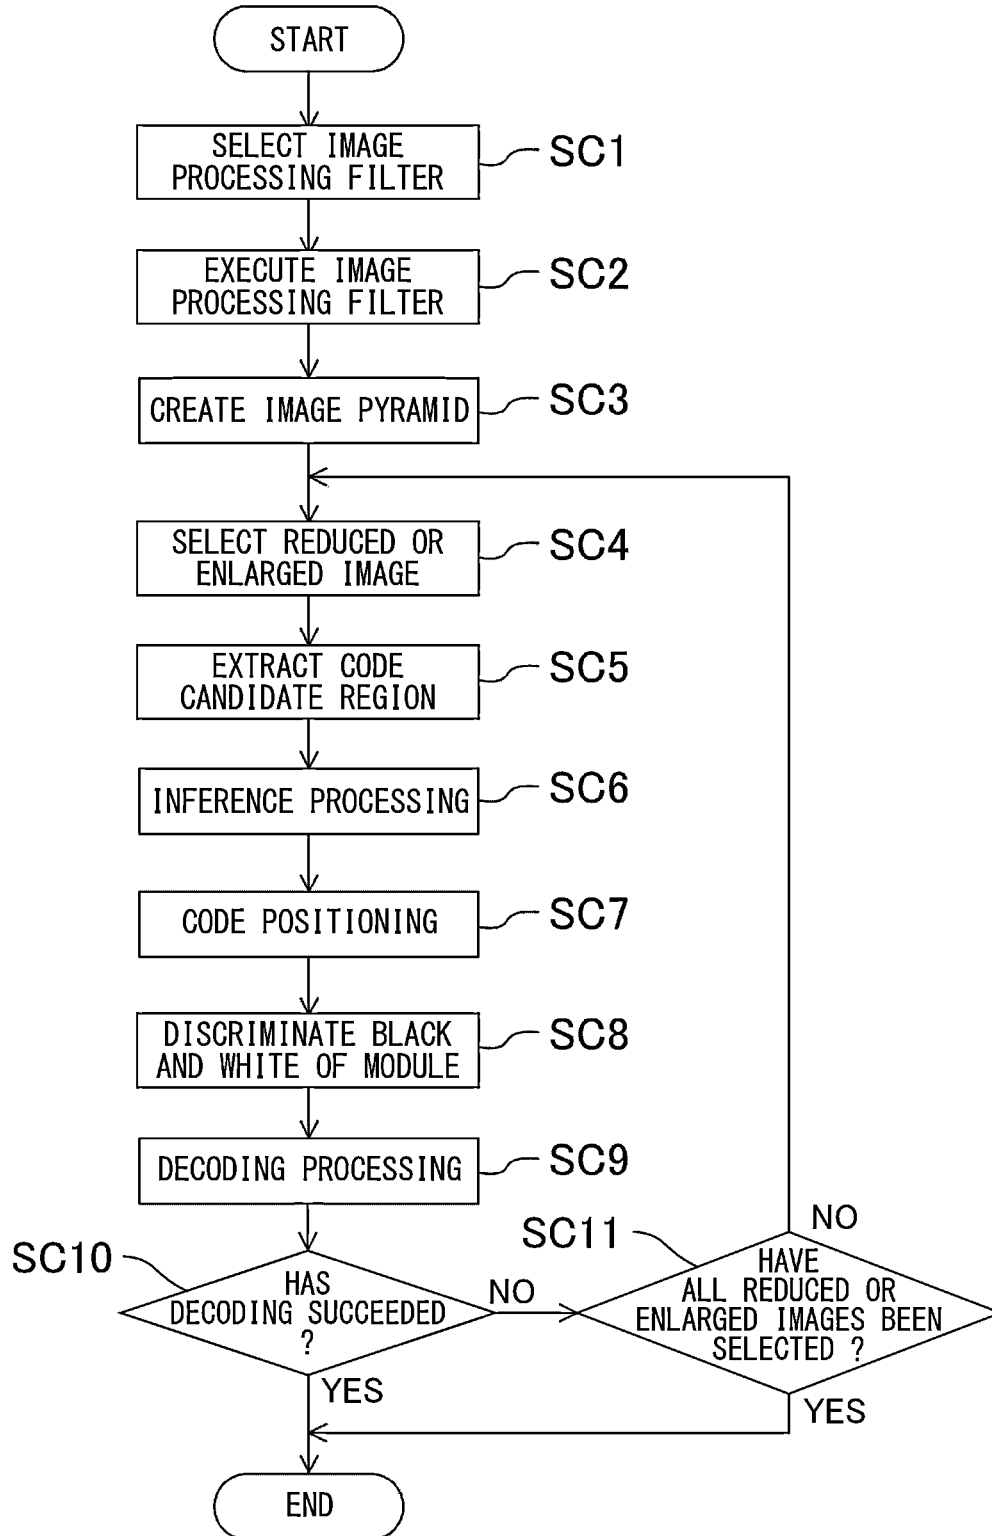 START
SELECT IMAGE
PROCESSING FILTER
SC1
EXECUTE IMAGE
PROCESSING FILTER
SC2
CREATE IMAGE PYRAMID
SC3
SELECT REDUCED OR
ENLARGED IMAGE
SC4
EXTRACT CODE
CANDIDATE REGION
SC5
INFERENCE PROCESSING
SC6
CODE POSITIONING
SC7
DISCRIMINATE BLACK
AND WHITE OF MODULE
SC8
DECODING PROCESSING
SC9
SC10
HAS
DECODING SUCCEEDED
?
NO
YES
SC11
HAVE
ALL REDUCED OR
ENLARGED IMAGES BEEN
SELECTED ?
NO
YES
END